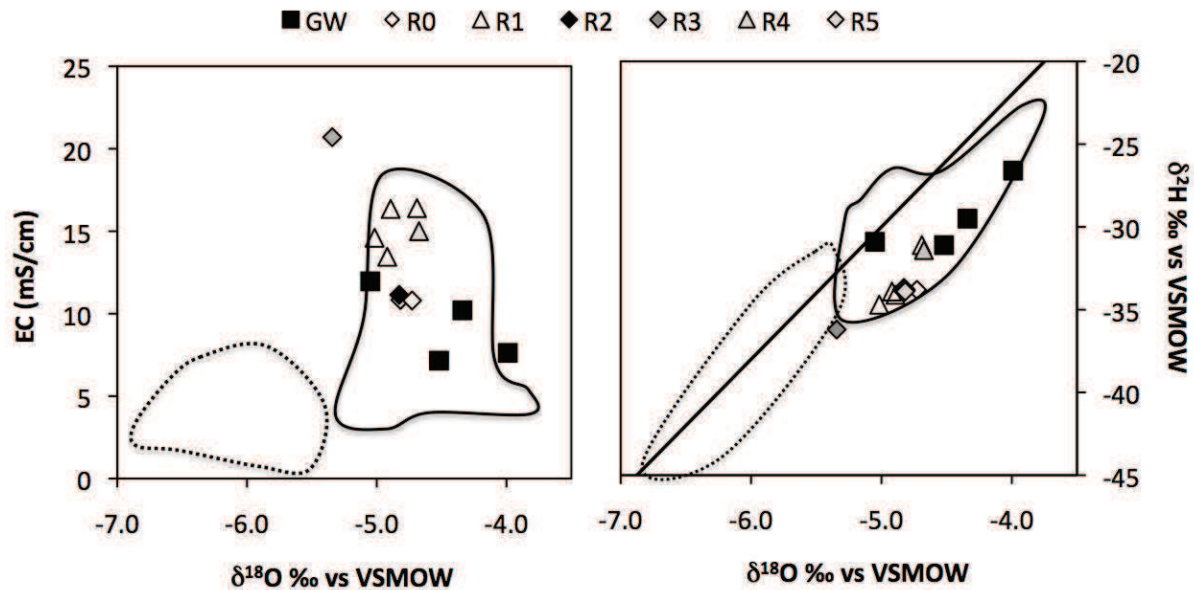 GW R0 R1 R2 R3 R4 R5
25
20
15
10
5
0
EC (mS/cm)
-7.0 -6.0 -5.0 -4.0
δ¹⁸O ‰ vs VSMOW
-20
-25
-30
-35
-40
-45
δ²H ‰ vs VSMOW
-7.0 -6.0 -5.0 -4.0
δ¹⁸O ‰ vs VSMOW